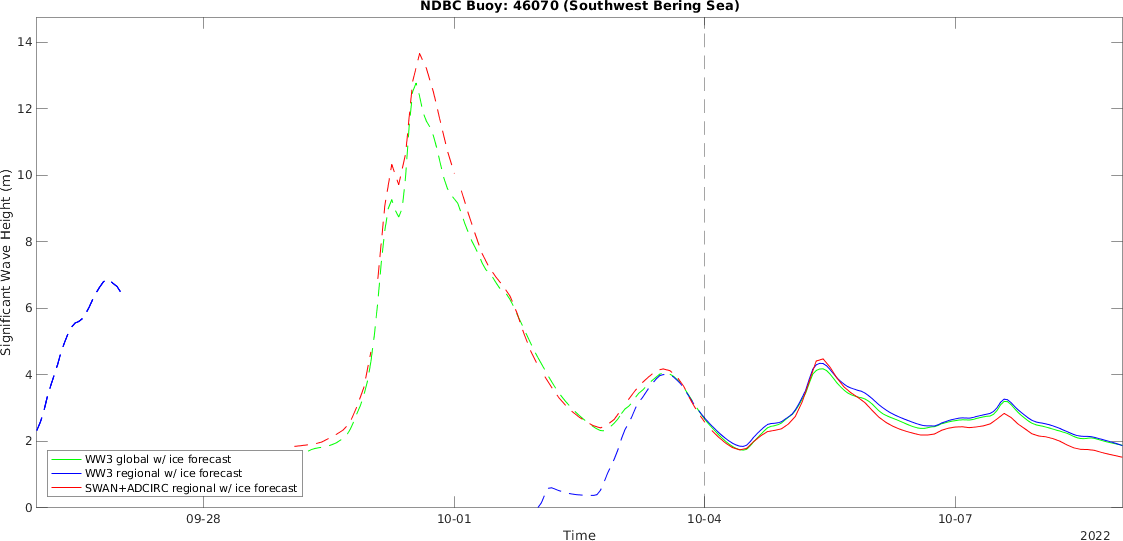 NDBC Buoy: 46070 (Southwest Bering Sea)
Significant Wave Height (m)
14
12
10
8
6
4
2
0
WW3 global w/ ice forecast
WW3 regional w/ ice forecast
SWAN+ADCIRC regional w/ ice forecast
09-28
10-01
10-04
10-07
Time
2022